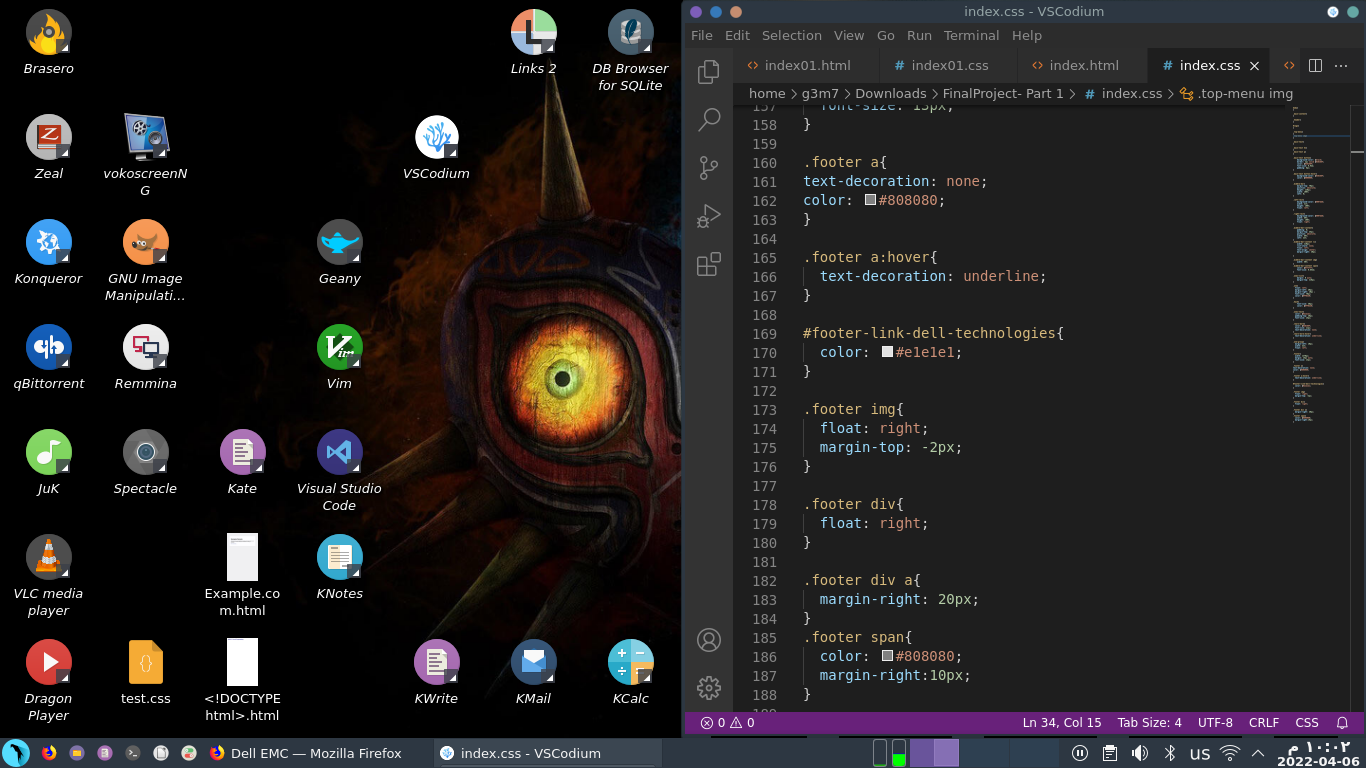 Brasero
Links 2
DB Browser
for SQLite
Zeal
vokoscreenN
G
VSCodium
Konqueror
GNU Image
Manipulati...
Geany
qBittorrent
Remmina
Vim
JuK
Spectacle
Kate
Visual Studio
Code
VLC media
player
Example.co
m.html
KNotes
Dragon
Player
test.css
<!DOCTYPE
html>.html
KWrite
KMail
KCalc
index.css - VSCodium
File Edit Selection View Go Run Terminal Help
index01.html index01.css index.html index.css
home > g3m7 > Downloads > FinalProject- Part 1 > # index.css > .top-menu img
157 font-size: 13px;
158 }
159
160 .footer a{
161 text-decoration: none;
162 color: #808080;
163 }
164
165 .footer a:hover{
166 text-decoration: underline;
167 }
168
169 #footer-link-dell-technologies{
170 color: #e1e1e1;
171 }
172
173 .footer img{
174 float: right;
175 margin-top: -2px;
176 }
177
178 .footer div{
179 float: right;
180 }
181
182 .footer div a{
183 margin-right: 20px;
184 }
185 .footer span{
186 color: #808080;
187 margin-right:10px;
188 }
0 0 Ln 34, Col 15 Tab Size: 4 UTF-8 CRLF CSS
Dell EMC — Mozilla Firefox
index.css - VSCodium
us
١٠:٠٢ م
2022-04-06